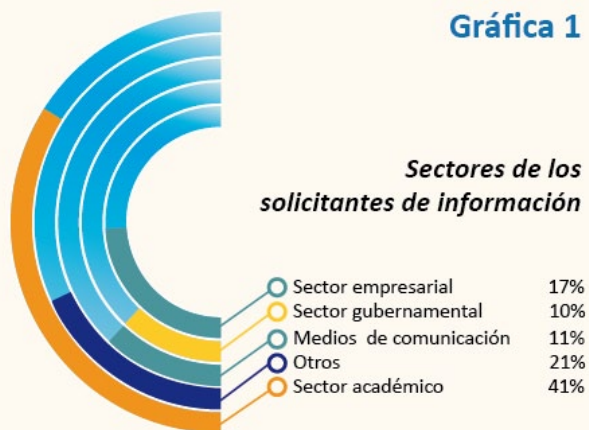 Gráfica 1
Sectores de los
solicitantes de información
Sector empresarial 17%
Sector gubernamental 10%
Medios de comunicación 11%
Otros 21%
Sector académico 41%